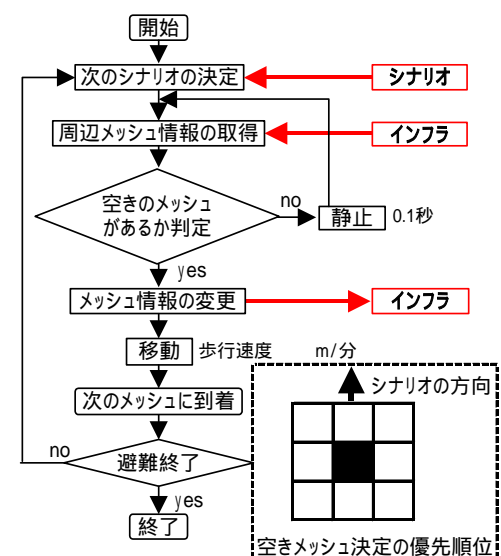 開始
次のシナリオの決定
シナリオ
周辺メッシュ情報の取得
インフラ
空きのメッシュ
があるか判定
no
静止 0.1秒
yes
メッシュ情報の変更
インフラ
移動 歩行速度 m/分
シナリオの方向
次のメッシュに到着
no
避難終了
yes
終了
空きメッシュ決定の優先順位